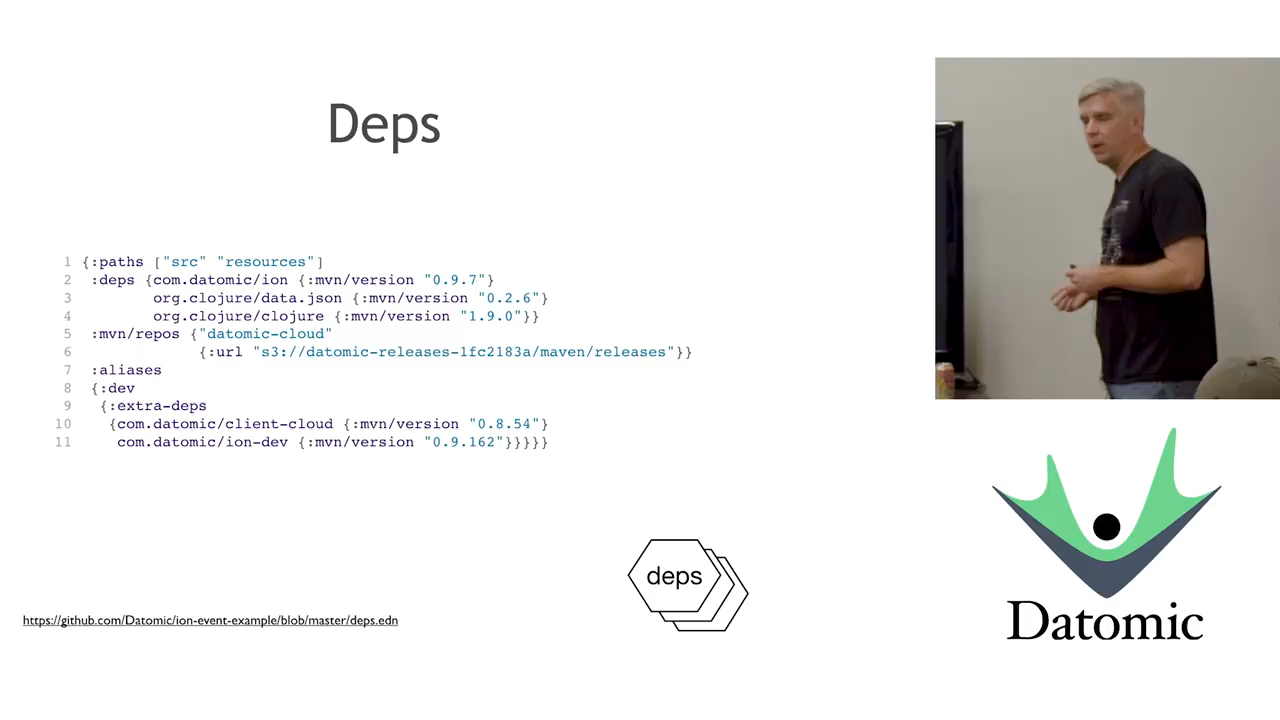 Deps
1 {:paths ["src" "resources"]
2 :deps {com.datomic/ion {:mvn/version "0.9.7"}
3 org.clojure/data.json {:mvn/version "0.2.6"}
4 org.clojure/clojure {:mvn/version "1.9.0"}}
5 :mvn/repos {"datomic-cloud"
6 {:url "s3://datomic-releases-1fc2183a/maven/releases"}}
7 :aliases
8 {:dev
9 {:extra-deps
10 {com.datomic/client-cloud {:mvn/version "0.8.54"}
11 com.datomic/ion-dev {:mvn/version "0.9.162"}}}}}
deps
https://github.com/Datomic/ion-event-example/blob/master/deps.edn
Datomic